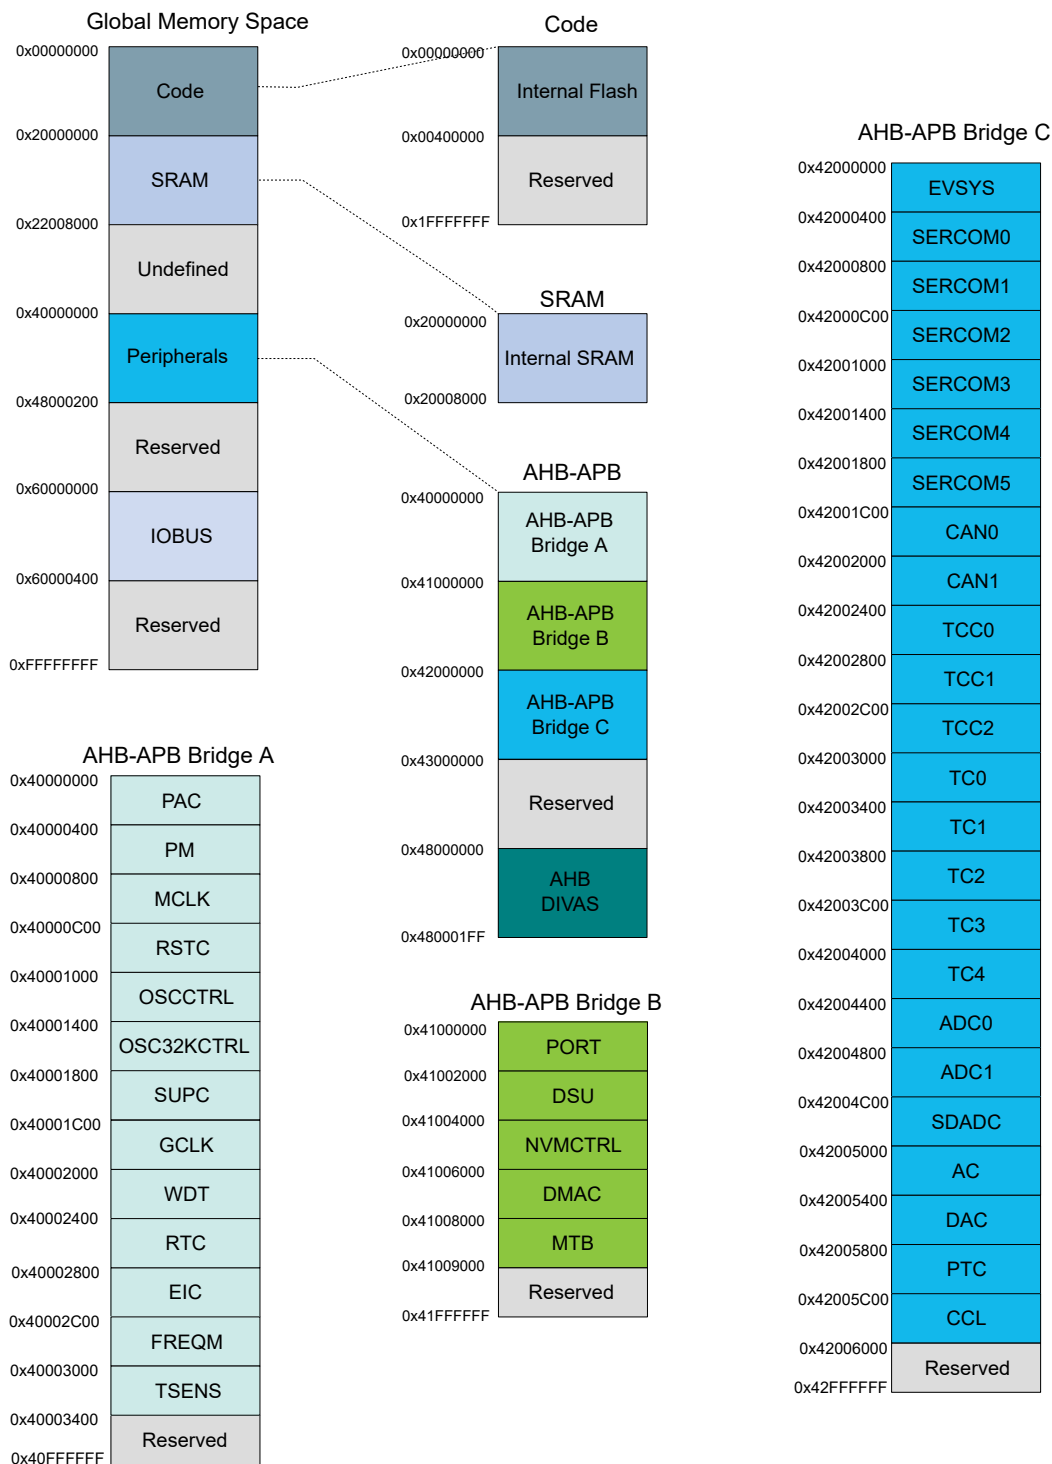 Global Memory Space
0x00000000
Code
0x20000000
SRAM
0x22008000
Undefined
0x40000000
Peripherals
0x48000200
Reserved
0x60000000
IOBUS
0x60000400
Reserved
0xFFFFFFFF
Code
0x00000000
Internal Flash
0x00400000
Reserved
0x1FFFFFFF
SRAM
0x20000000
Internal SRAM
0x20008000
AHB-APB
0x40000000
AHB-APB
Bridge A
0x41000000
AHB-APB
Bridge B
0x42000000
AHB-APB
Bridge C
0x43000000
Reserved
0x48000000
AHB
DIVAS
0x480001FF
AHB-APB Bridge A
0x40000000
PAC
0x40000400
PM
0x40000800
MCLK
0x40000C00
RSTC
0x40001000
OSCCTRL
0x40001400
OSC32KCTRL
0x40001800
SUPC
0x40001C00
GCLK
0x40002000
WDT
0x40002400
RTC
0x40002800
EIC
0x40002C00
FREQM
0x40003000
TSENS
0x40003400
Reserved
0x40FFFFFF
AHB-APB Bridge B
0x41000000
PORT
0x41002000
DSU
0x41004000
NVMCTRL
0x41006000
DMAC
0x41008000
MTB
0x41009000
Reserved
0x41FFFFFF
AHB-APB Bridge C
0x42000000
EVSYS
0x42000400
SERCOM0
0x42000800
SERCOM1
0x42000C00
SERCOM2
0x42001000
SERCOM3
0x42001400
SERCOM4
0x42001800
SERCOM5
0x42001C00
CAN0
0x42002000
CAN1
0x42002400
TCC0
0x42002800
TCC1
0x42002C00
TCC2
0x42003000
TC0
0x42003400
TC1
0x42003800
TC2
0x42003C00
TC3
0x42004000
TC4
0x42004400
ADC0
0x42004800
ADC1
0x42004C00
SDADC
0x42005000
AC
0x42005400
DAC
0x42005800
PTC
0x42005C00
CCL
0x42006000
Reserved
0x42FFFFFF